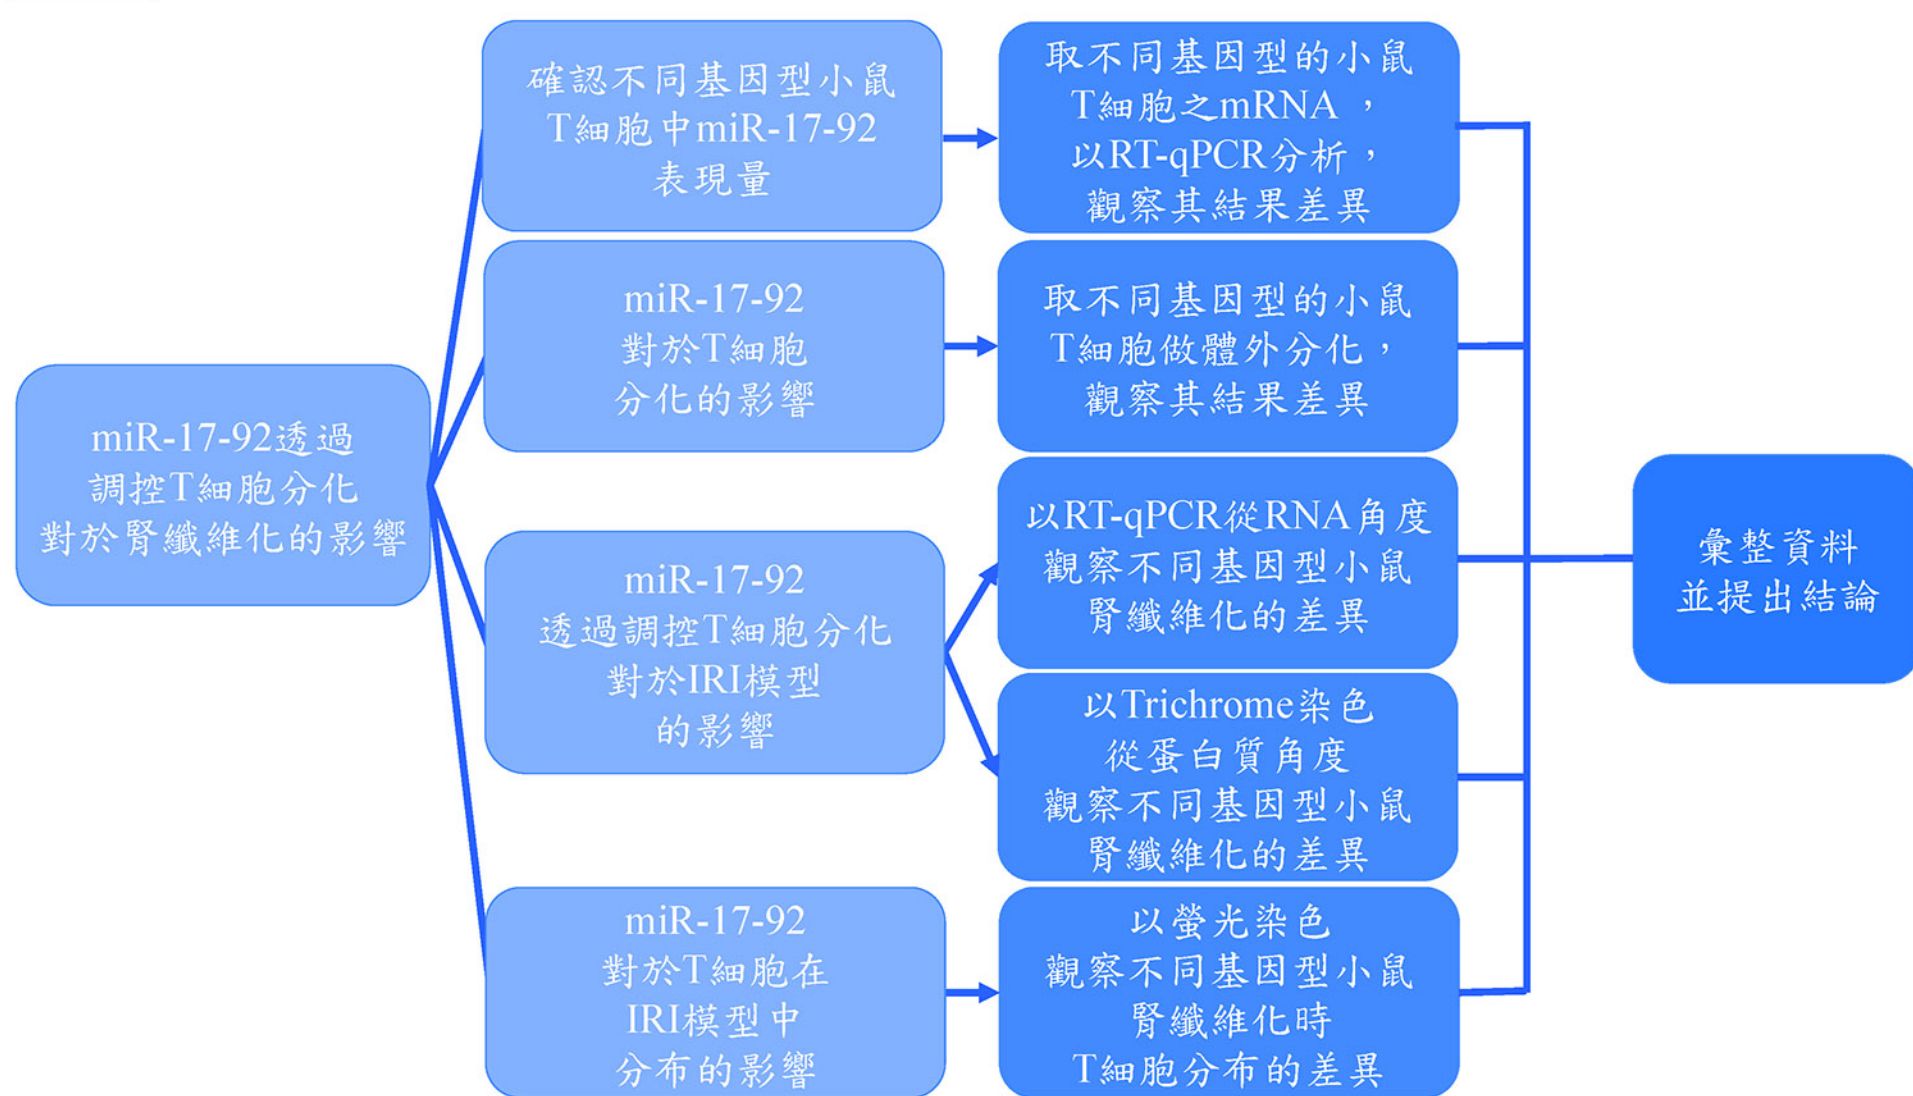 確認不同基因型小鼠
T細胞中miR-17-92
表現量
取不同基因型的小鼠
T細胞之mRNA，
以RT-qPCR分析，
觀察其結果差異
miR-17-92
對於T細胞
分化的影響
取不同基因型的小鼠
T細胞做體外分化，
觀察其結果差異
miR-17-92透過
調控T細胞分化
對於腎纖維化的影響
miR-17-92
透過調控T細胞分化
對於IRI模型
的影響
以RT-qPCR從RNA角度
觀察不同基因型小鼠
腎纖維化的差異
以Trichrome染色
從蛋白質角度
觀察不同基因型小鼠
腎纖維化的差異
miR-17-92
對於T細胞在
IRI模型中
分布的影響
以螢光染色
觀察不同基因型小鼠
腎纖維化時
T細胞分布的差異
彙整資料
並提出結論